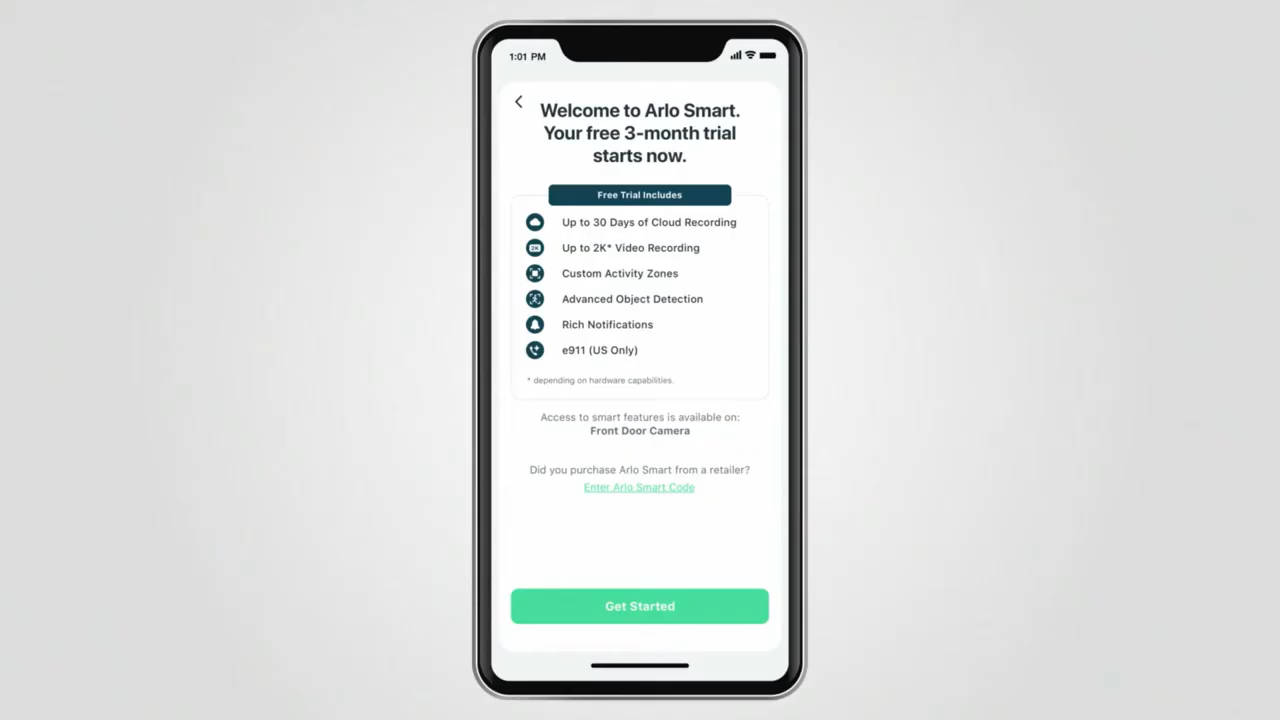 1:01 PM
Welcome to Arlo Smart.
Your free 3-month trial
starts now.
Free Trial Includes
Up to 30 Days of Cloud Recording
2K
Up to 2K* Video Recording
Custom Activity Zones
Advanced Object Detection
Rich Notifications
e911 (US Only)
* depending on hardware capabilities.
Access to smart features is available on:
Front Door Camera
Did you purchase Arlo Smart from a retailer?
Enter Arlo Smart Code
Get Started